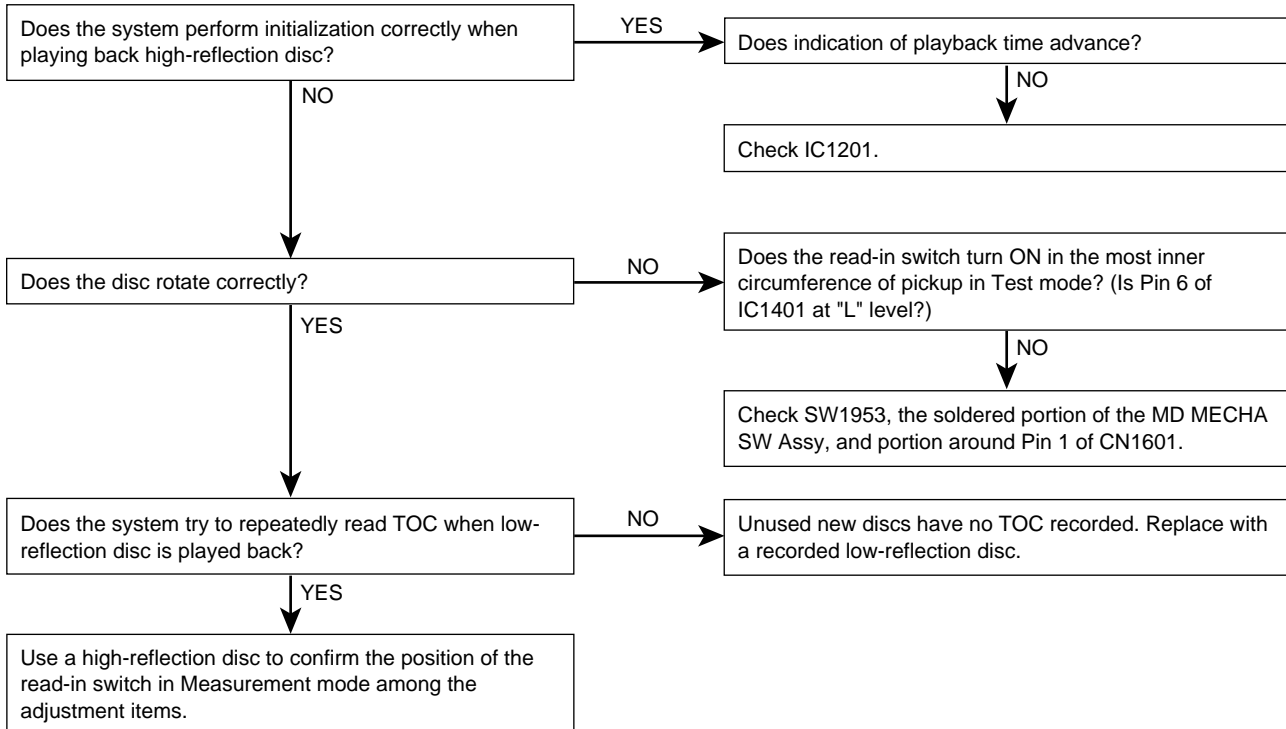 Does the system perform initialization correctly when
playing back high-reflection disc?
YES
Does indication of playback time advance?
NO
NO
Check IC1201.
Does the disc rotate correctly?
NO
Does the read-in switch turn ON in the most inner
circumference of pickup in Test mode? (Is Pin 6 of
IC1401 at "L" level?)
YES
NO
Check SW1953, the soldered portion of the MD MECHA
SW Assy, and portion around Pin 1 of CN1601.
Does the system try to repeatedly read TOC when low-
reflection disc is played back?
NO
Unused new discs have no TOC recorded. Replace with
a recorded low-reflection disc.
YES
Use a high-reflection disc to confirm the position of the
read-in switch in Measurement mode among the
adjustment items.